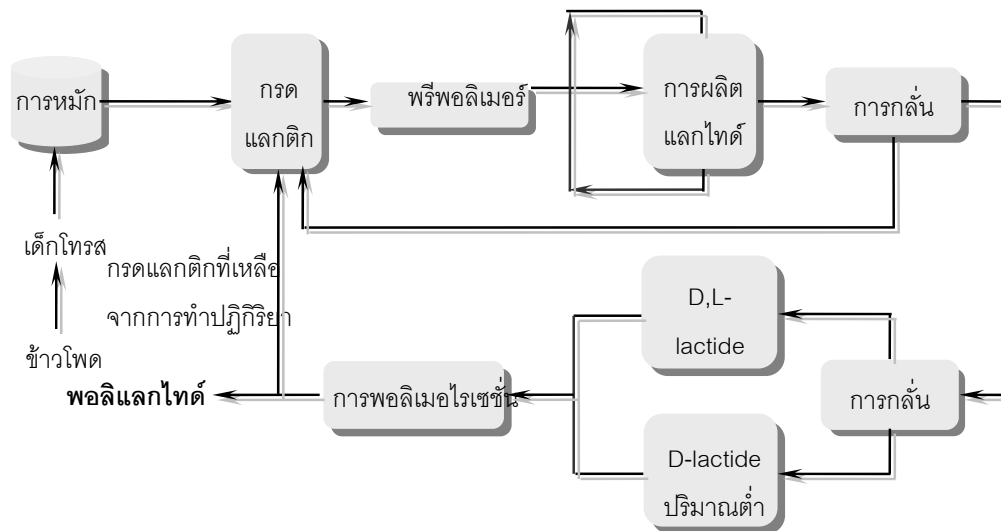 การหมัก
กรด
แลกติก
พรีพอลิเมอร์
การผลิต
แลกไทด์
การกลั่น
เด็กโทรส
ข้าวโพด
กรดแลกติกที่เหลือ
จากการทำปฏิกิริยา
พอลิแลกไทด์
การพอลิเมอไรเซชั่น
D,L-
lactide
D-lactide
ปริมาณต่ำ
การกลั่น